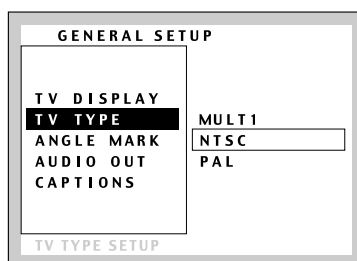 GENERAL SETUP
TV DISPLAY
TV TYPE
ANGLE MARK
AUDIO OUT
CAPTIONS
MULT1
NTSC
PAL
TV TYPE SETUP